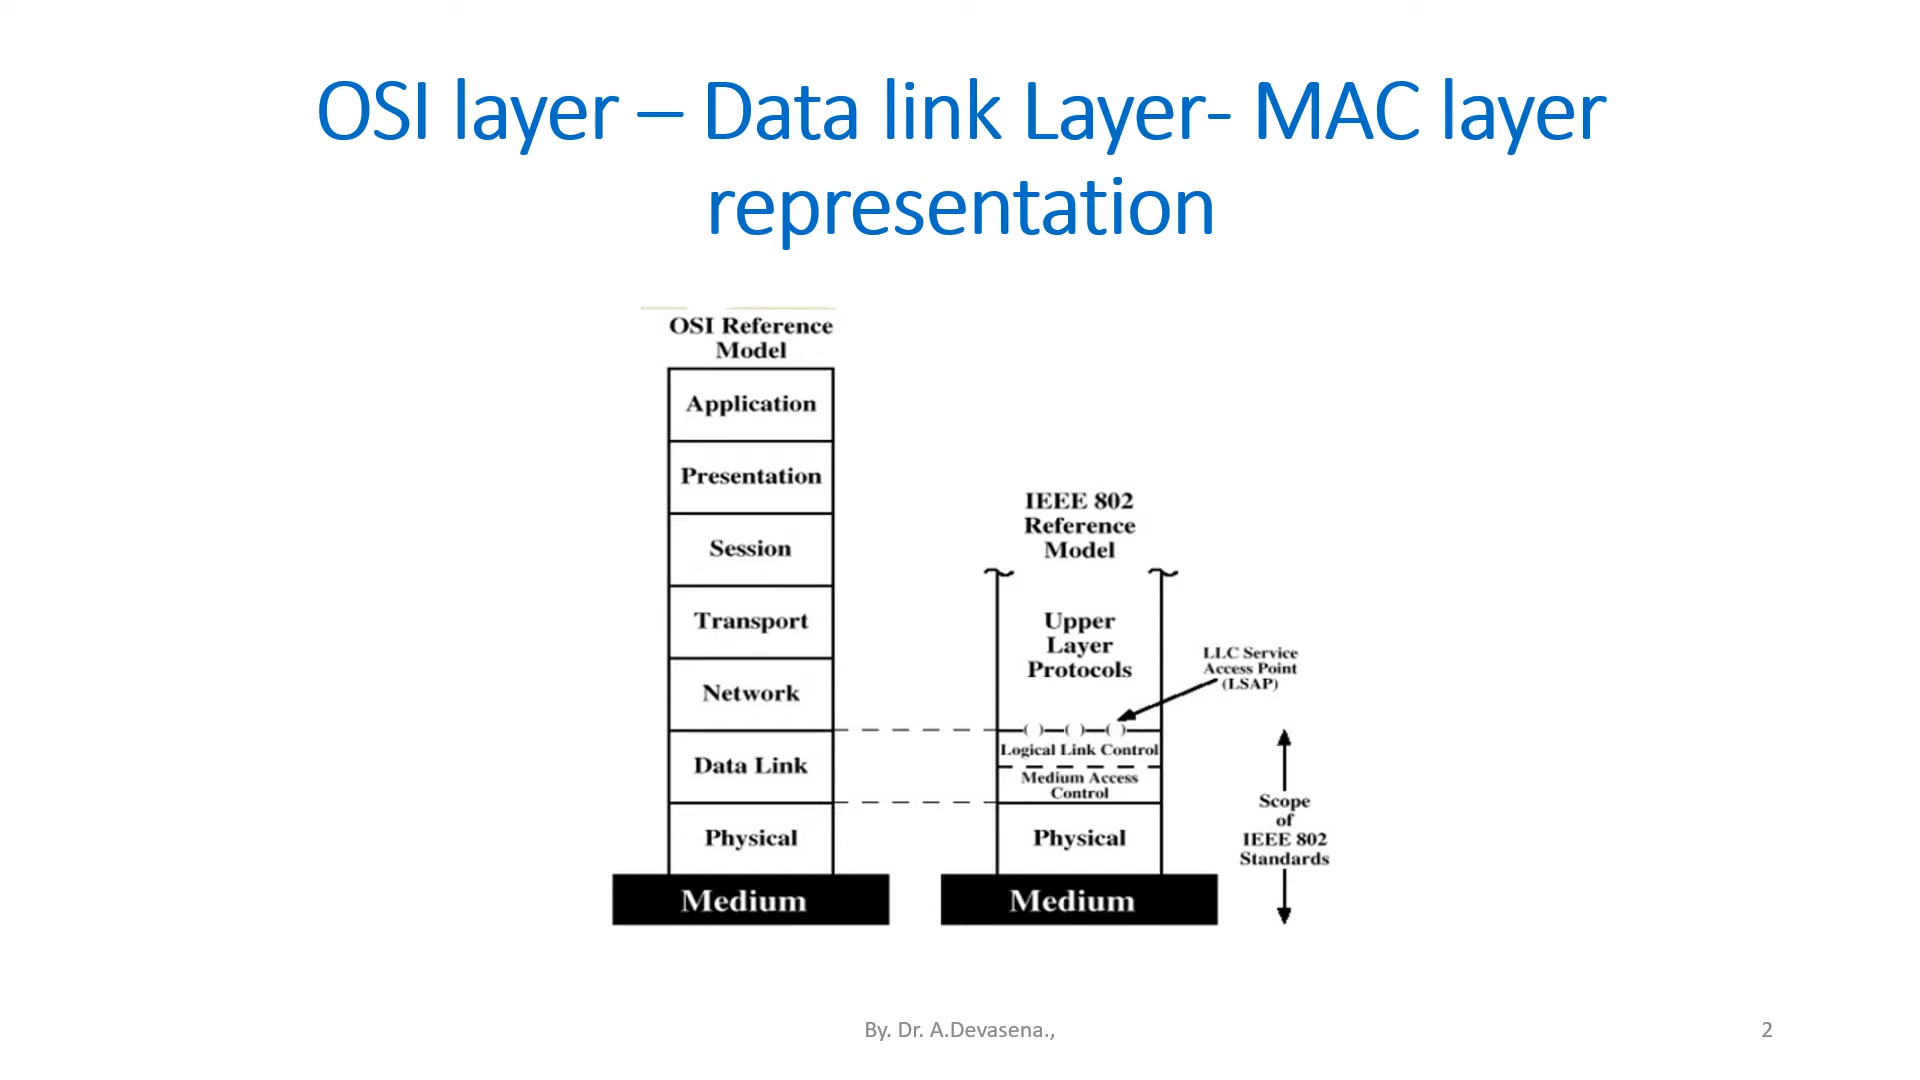 OSI layer – Data link Layer- MAC layer
representation
OSI Reference
Model
Application
Presentation
Session
Transport
Network
Data Link
Physical
Medium
IEEE 802
Reference
Model
Upper
Layer
Protocols
LLC Service
Access Point
(LSAP)
Logical Link Control
Medium Access
Control
Physical
Medium
Scope
of
IEEE 802
Standards
By. Dr. A.Devasena.,
2